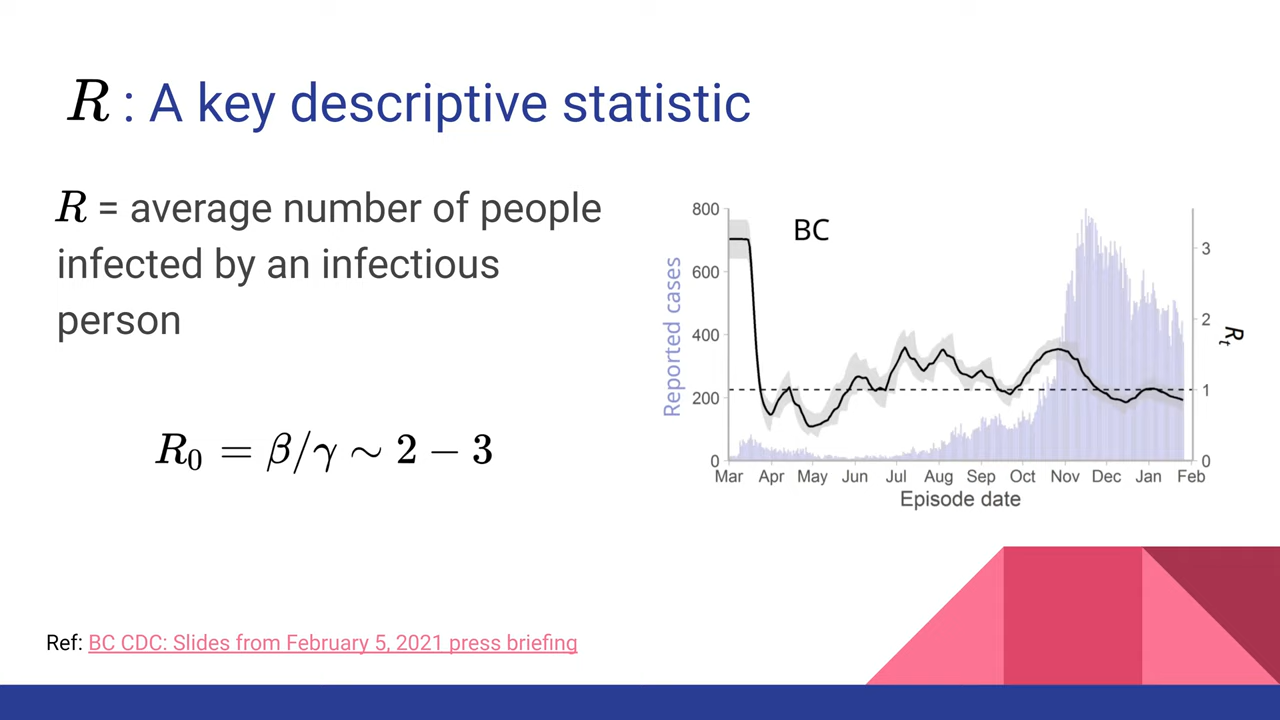 R : A key descriptive statistic
R = average number of people
infected by an infectious
person
R₀ = β/γ ∼ 2 − 3
Ref: BC CDC: Slides from February 5, 2021 press briefing
BC
Reported cases
800
600
400
200
0
3
2
1
0
Rₜ
Mar Apr May Jun Jul Aug Sep Oct Nov Dec Jan Feb
Episode date